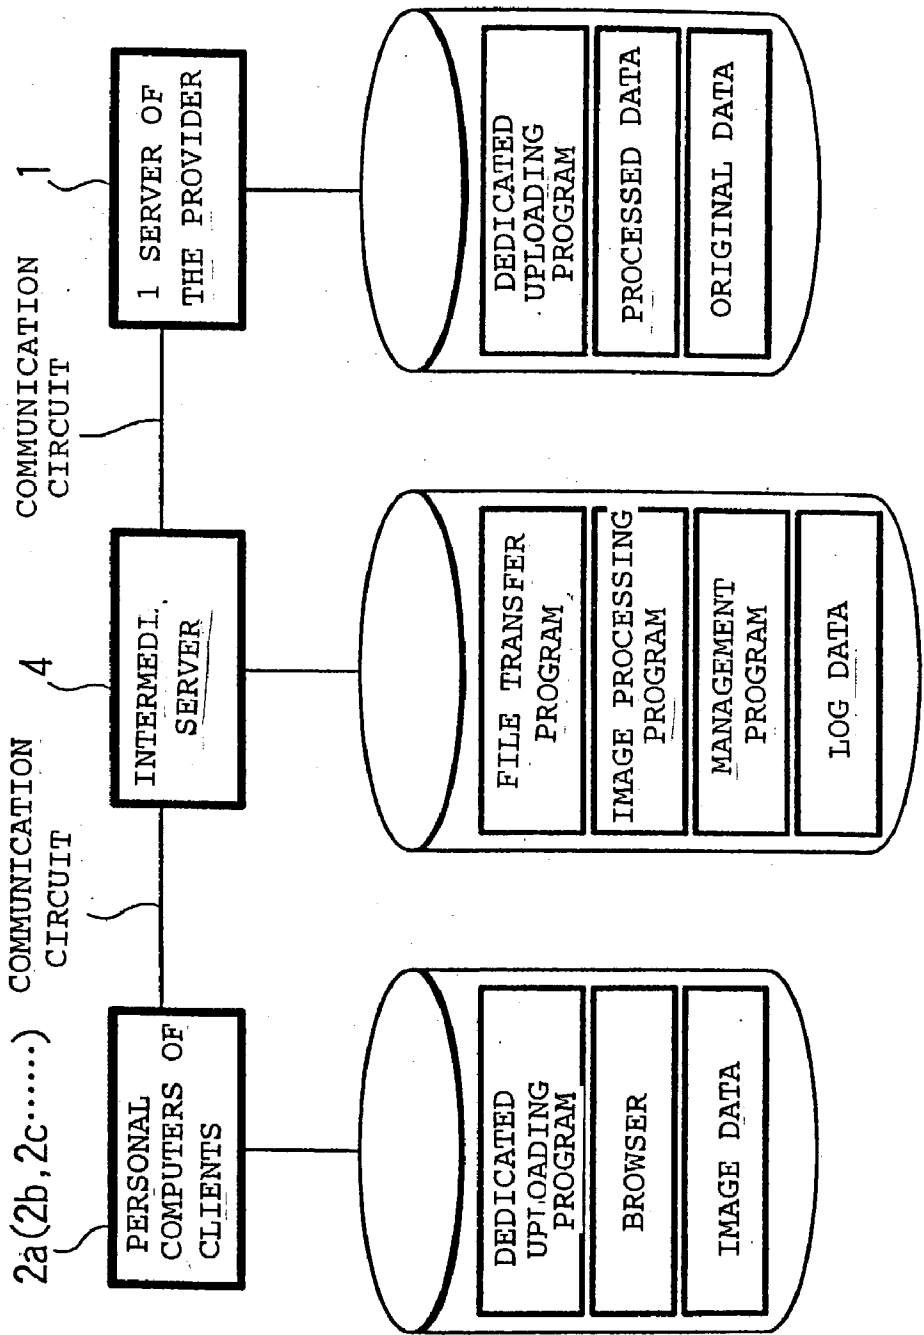 2a(2b,2c......)
PERSONAL
COMPUTERS OF
CLIENTS
DEDICATED
UPLOADING
PROGRAM
BROWSER
IMAGE DATA
COMMUNICATION
CIRCUIT
4
INTERMEDI.
SERVER
FILE TRANSFER
PROGRAM
IMAGE PROCESSING
PROGRAM
MANAGEMENT
PROGRAM
LOG DATA
COMMUNICATION
CIRCUIT
1
1 SERVER OF
THE PROVIDER
DEDICATED
UPLOADING
PROGRAM
PROCESSED DATA
ORIGINAL DATA